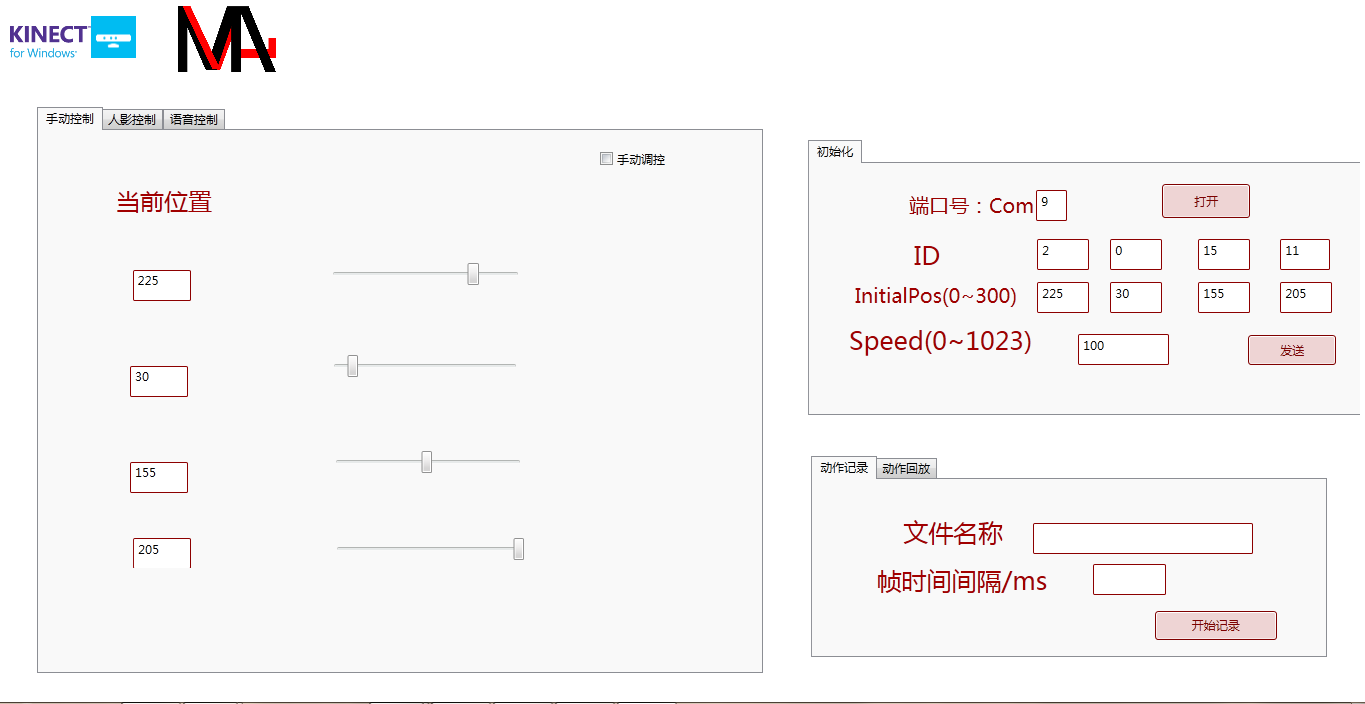 KINECT
for Windows
MA
手动控制 人影控制 语音控制
手动调控
当前位置
225
30
155
205
初始化
端口号：Com 9 打开
ID 2 0 15 11
InitialPos(0~300) 225 30 155 205
Speed(0~1023) 100 发送
动作记录 动作回放
文件名称
帧时间间隔/ms
开始记录